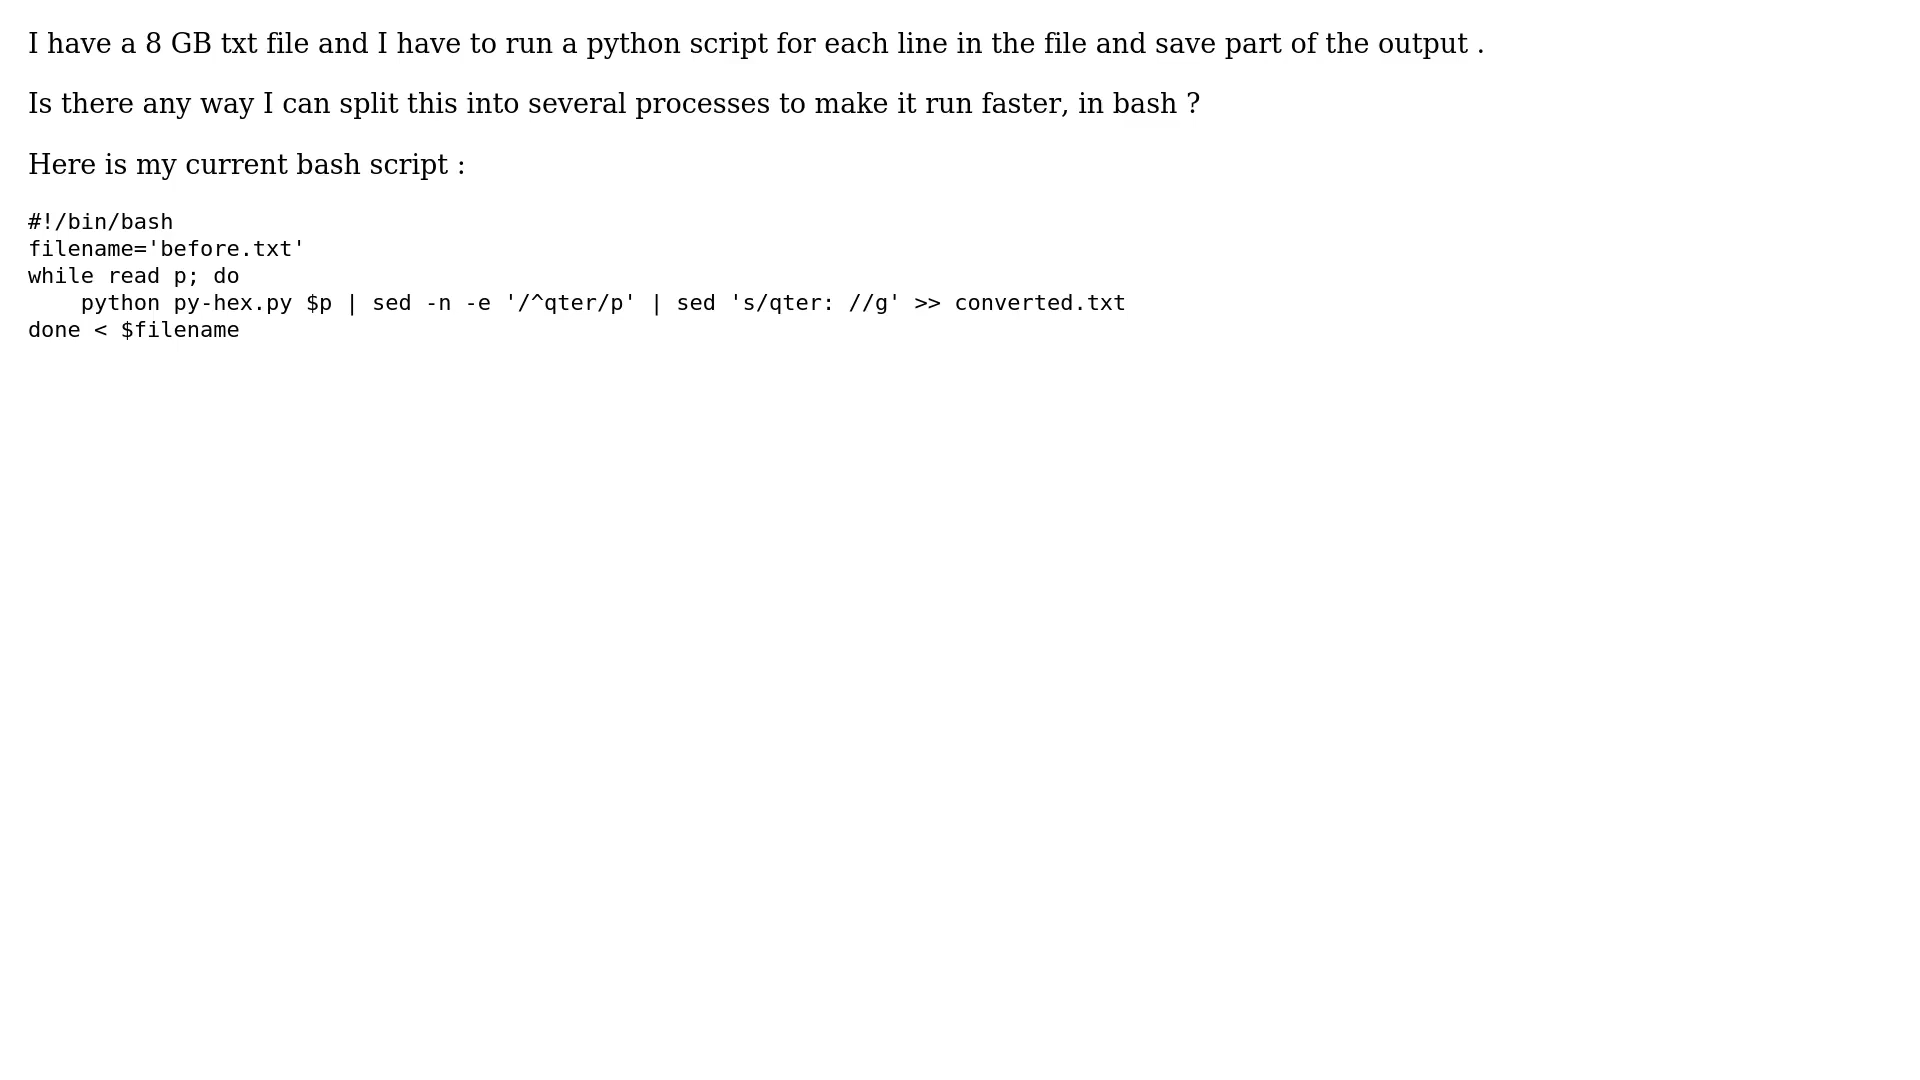 I have a 8 GB txt file and I have to run a python script for each line in the file and save part of the output .
Is there any way I can split this into several processes to make it run faster, in bash ?
Here is my current bash script :
#!/bin/bash
filename='before.txt'
while read p; do
    python py-hex.py $p | sed -n -e '/^qter/p' | sed 's/qter: //g' >> converted.txt
done < $filename